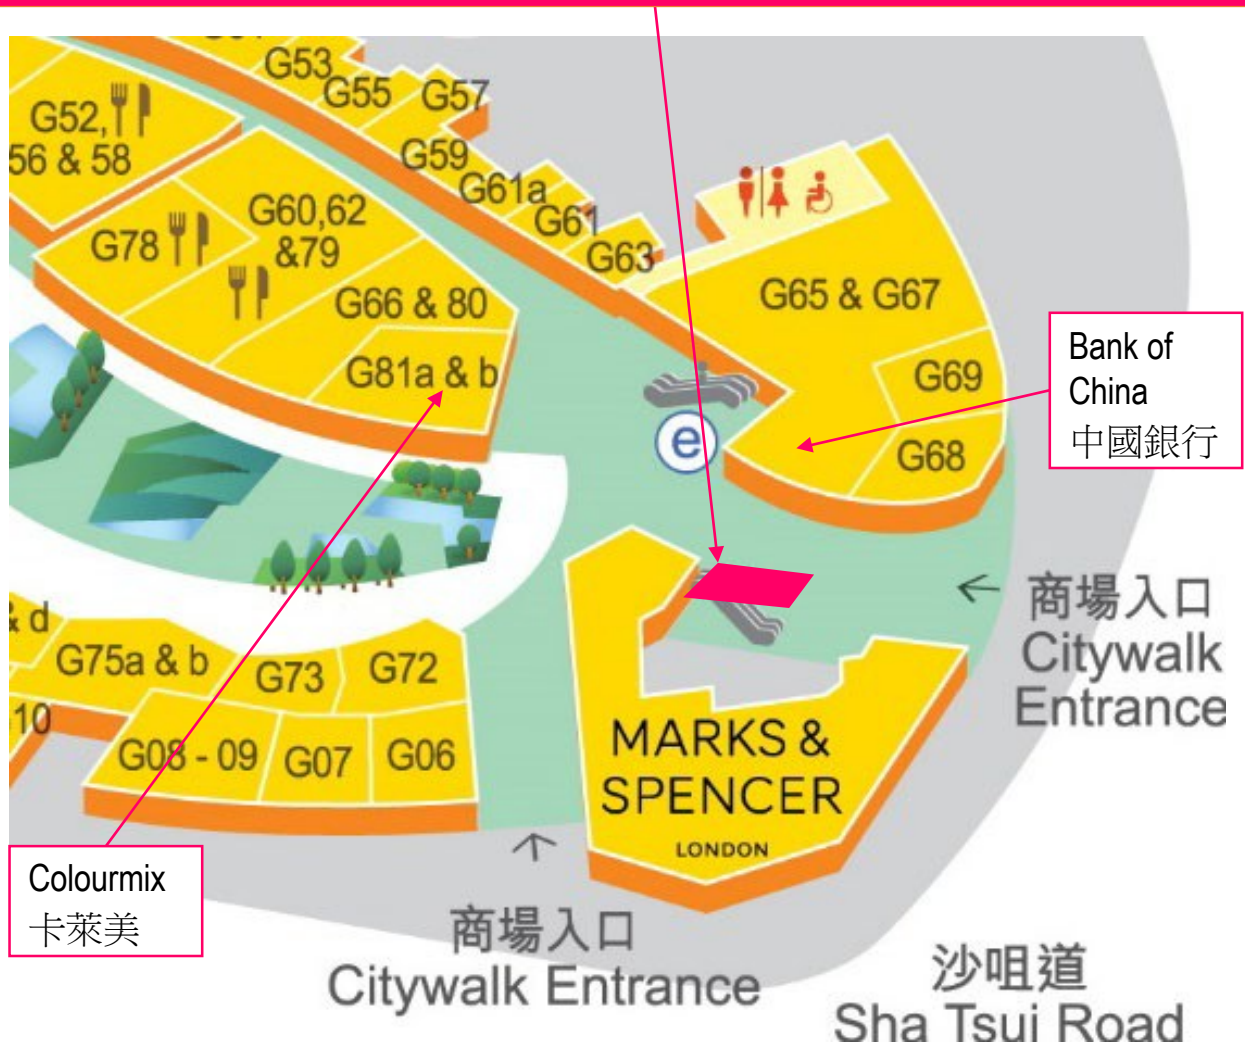 G53
G55
G57
G52,
56 & 58
G59
G61a
G60,62
&79
G61
G78
G63
G65 & G67
G66 & 80
Bank of
China
中國銀行
G81a & b
G69
e
G68
商場入口
Citywalk
Entrance
& d
G75a & b
G73
G72
10
G08 - 09
G07
G06
MARKS &
SPENCER
LONDON
Colourmix
卡萊美
商場入口
Citywalk Entrance
沙咀道
Sha Tsui Road